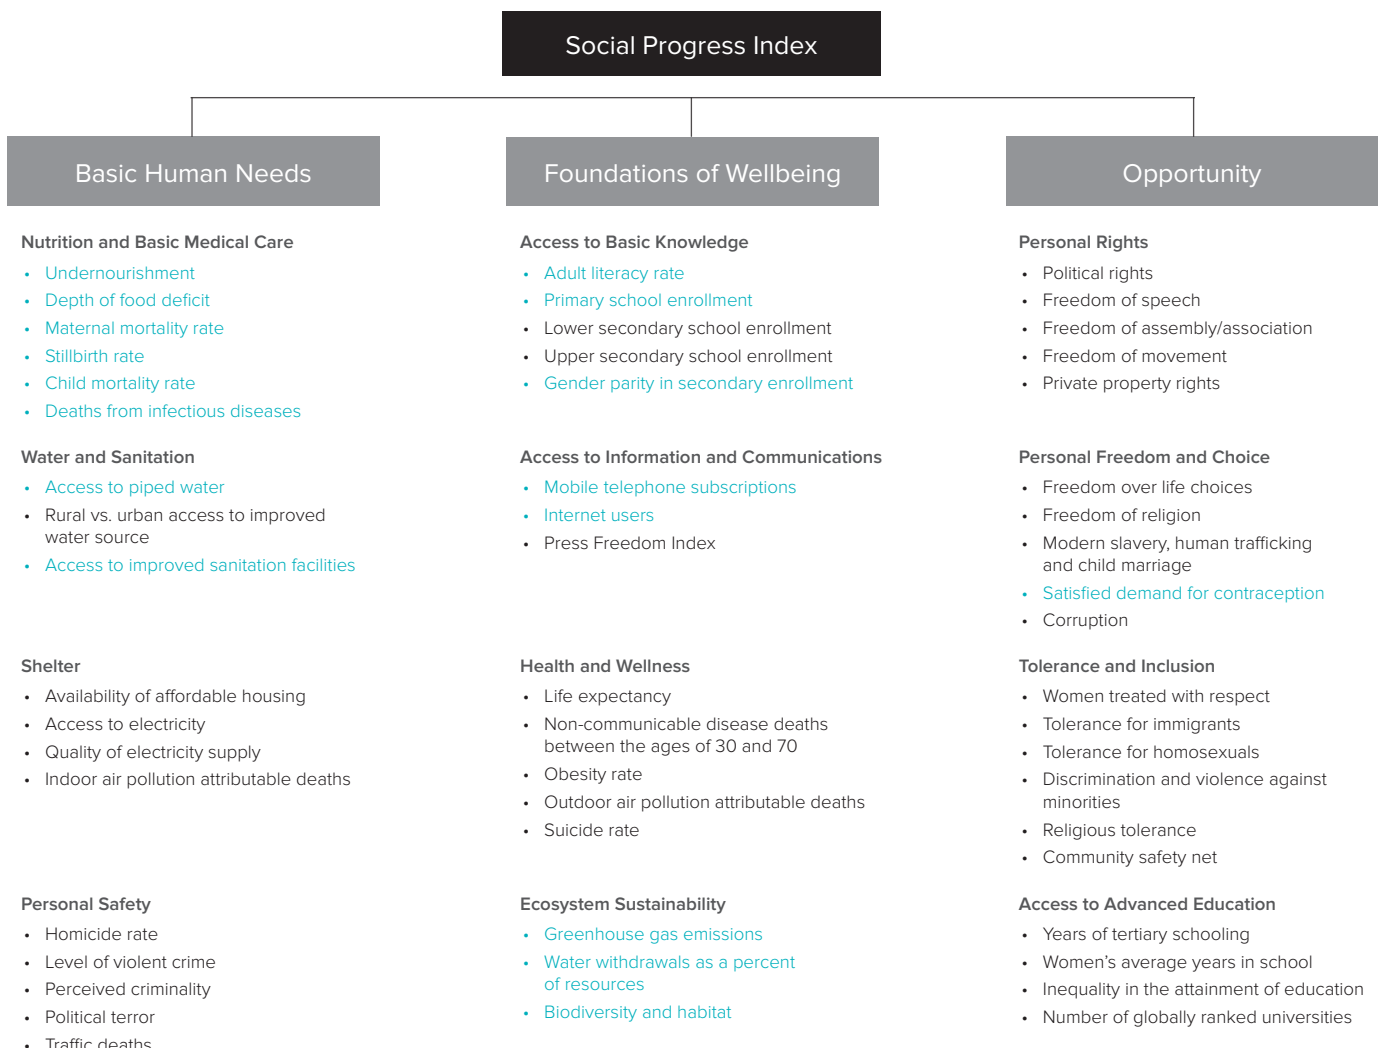 Social Progress Index
Basic Human Needs
Nutrition and Basic Medical Care
• Undernourishment
• Depth of food deficit
• Maternal mortality rate
• Stillbirth rate
• Child mortality rate
• Deaths from infectious diseases
Water and Sanitation
• Access to piped water
• Rural vs. urban access to improved
water source
• Access to improved sanitation facilities
Shelter
• Availability of affordable housing
• Access to electricity
• Quality of electricity supply
• Indoor air pollution attributable deaths
Personal Safety
• Homicide rate
• Level of violent crime
• Perceived criminality
• Political terror
• Traffic deaths
Foundations of Wellbeing
Access to Basic Knowledge
• Adult literacy rate
• Primary school enrollment
• Lower secondary school enrollment
• Upper secondary school enrollment
• Gender parity in secondary enrollment
Access to Information and Communications
• Mobile telephone subscriptions
• Internet users
• Press Freedom Index
Health and Wellness
• Life expectancy
• Non-communicable disease deaths
between the ages of 30 and 70
• Obesity rate
• Outdoor air pollution attributable deaths
• Suicide rate
Ecosystem Sustainability
• Greenhouse gas emissions
• Water withdrawals as a percent
of resources
• Biodiversity and habitat
Opportunity
Personal Rights
• Political rights
• Freedom of speech
• Freedom of assembly/association
• Freedom of movement
• Private property rights
Personal Freedom and Choice
• Freedom over life choices
• Freedom of religion
• Modern slavery, human trafficking
and child marriage
• Satisfied demand for contraception
• Corruption
Tolerance and Inclusion
• Women treated with respect
• Tolerance for immigrants
• Tolerance for homosexuals
• Discrimination and violence against
minorities
• Religious tolerance
• Community safety net
Access to Advanced Education
• Years of tertiary schooling
• Women’s average years in school
• Inequality in the attainment of education
• Number of globally ranked universities